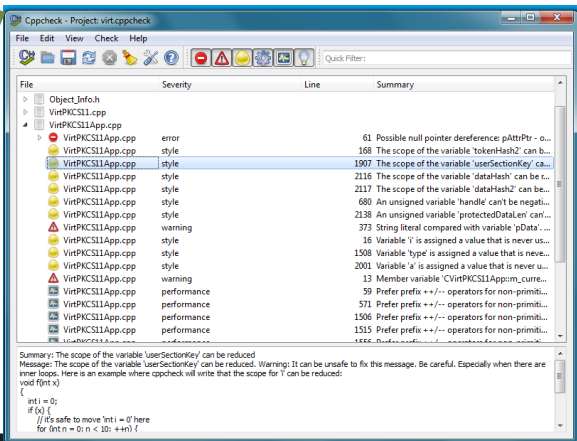 Cppcheck - Project: virt.cppcheck
File Edit View Check Help
Quick Filter:
File Severity Line Summary
Object_Info.h
VirtPKCS11.cpp
VirtPKCS11App.cpp
VirtPKCS11App.cpp error 61 Possible null pointer dereference: pAttrPtr - o...
VirtPKCS11App.cpp style 168 The scope of the variable 'tokenHash2' can b...
VirtPKCS11App.cpp style 1907 The scope of the variable 'userSectionKey' ca...
VirtPKCS11App.cpp style 2116 The scope of the variable 'dataHash' can be r...
VirtPKCS11App.cpp style 2117 The scope of the variable 'dataHash2' can be...
VirtPKCS11App.cpp style 680 An unsigned variable 'handle' can't be negati...
VirtPKCS11App.cpp style 2138 An unsigned variable 'protectedDataLen' can'...
VirtPKCS11App.cpp warning 373 String literal compared with variable 'pData'. ...
VirtPKCS11App.cpp style 16 Variable 'i' is assigned a value that is never us...
VirtPKCS11App.cpp style 1508 Variable 'type' is assigned a value that is neve...
VirtPKCS11App.cpp style 2001 Variable 'a' is assigned a value that is never u...
VirtPKCS11App.cpp warning 13 Member variable 'CVirtPKCS11App::m_curre...
VirtPKCS11App.cpp performance 59 Prefer prefix ++/-- operators for non-primiti...
VirtPKCS11App.cpp performance 571 Prefer prefix ++/-- operators for non-primiti...
VirtPKCS11App.cpp performance 1506 Prefer prefix ++/-- operators for non-primiti...
VirtPKCS11App.cpp performance 1515 Prefer prefix ++/-- operators for non-primiti...
VirtPKCS11App.cpp performance 1556 Prefer prefix ++/-- operators for non-primiti...
Summary: The scope of the variable 'userSectionKey' can be reduced
Message: The scope of the variable 'userSectionKey' can be reduced. Warning: It can be unsafe to fix this message. Be careful. Especially when there are
inner loops. Here is an example where cppcheck will write that the scope for 'i' can be reduced:
void f(int x)
{
int i = 0;
if (x) {
// it's safe to move 'int i = 0' here
for (int n = 0; n < 10; ++n) {